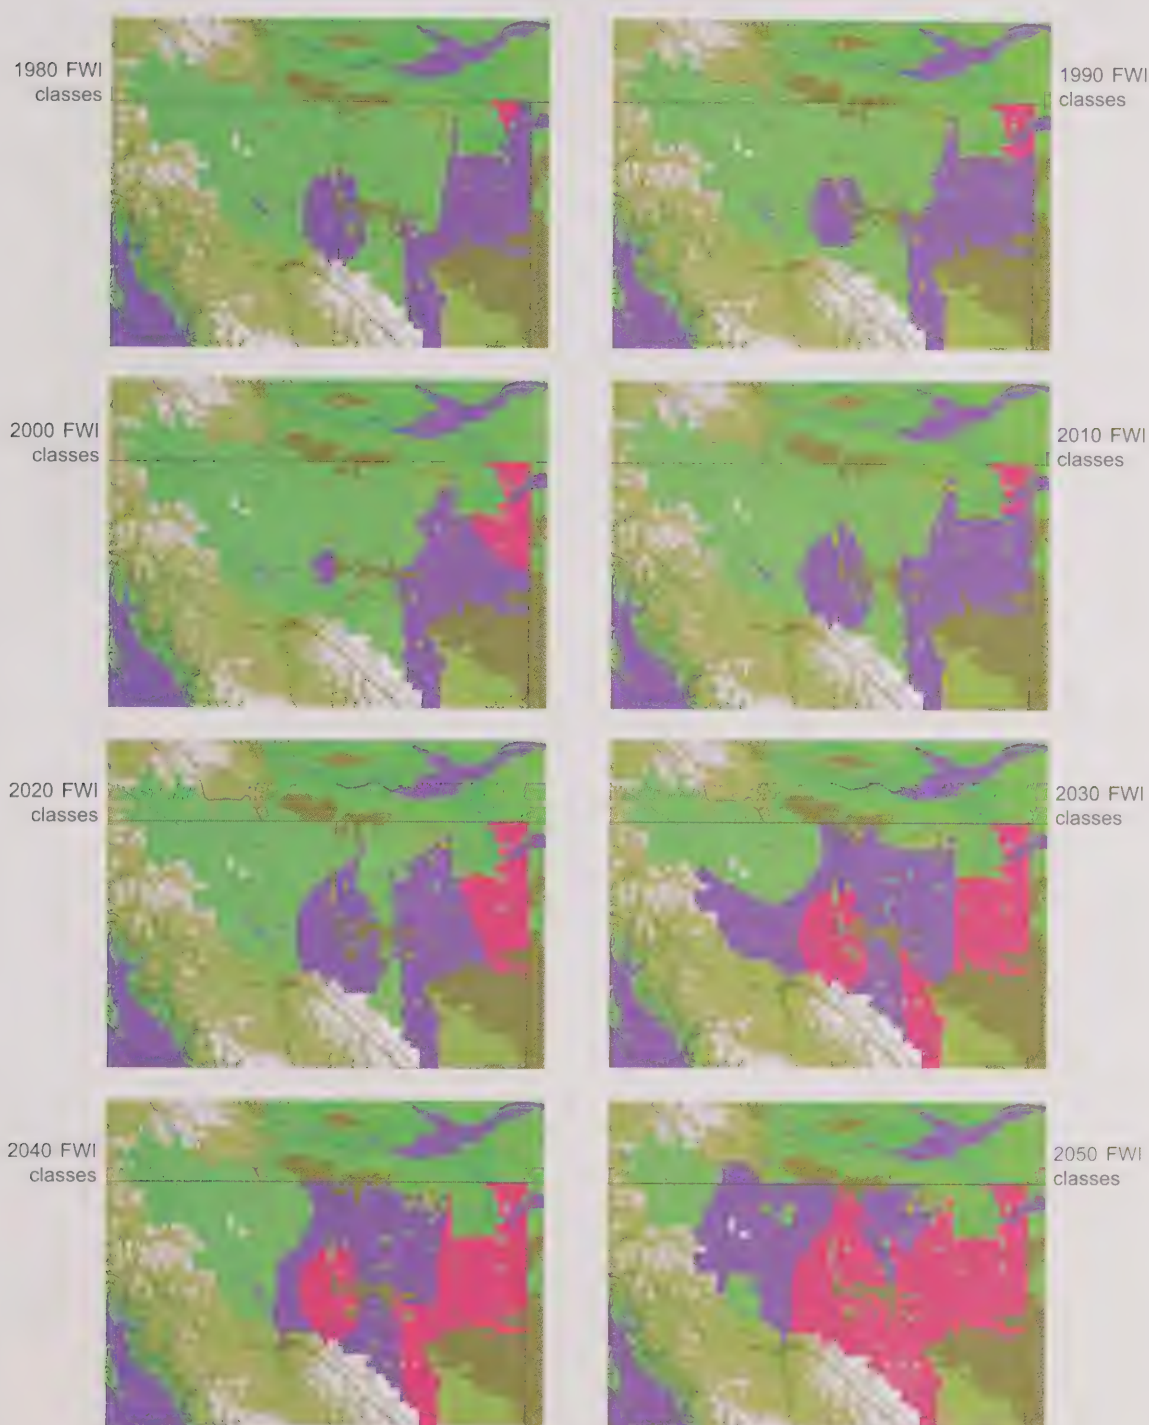 1980 FWI
classes
1990 FWI
classes
2000 FWI
classes
2010 FWI
classes
2020 FWI
classes
2030 FWI
classes
2040 FWI
classes
2050 FWI
classes